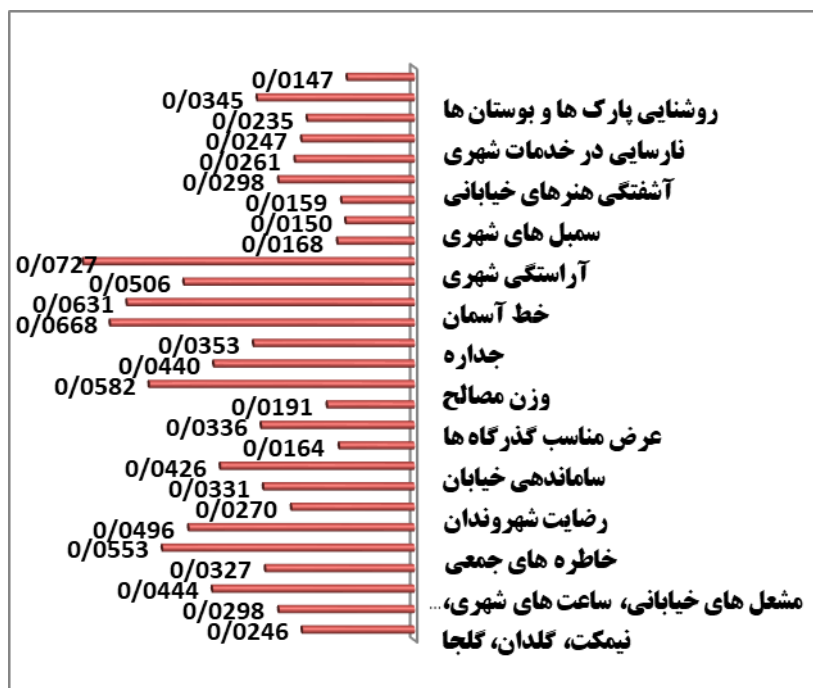 0/0147
0/0345
روشنایی پارک ها و بوستان ها
0/0235
0/0247
نارسایی در خدمات شهری
0/0261
0/0298
آشفتگی هنرهای خیابانی
0/0159
0/0150
سمبل های شهری
0/0168
0/0727
آراستگی شهری
0/0506
0/0631
خط آسمان
0/0668
0/0353
جداره
0/0440
0/0582
وزن مصالح
0/0191
0/0336
عرض مناسب گذرگاه ها
0/0164
0/0426
ساماندهی خیابان
0/0331
0/0270
رضایت شهروندان
0/0496
0/0553
خاطره های جمعی
0/0327
0/0444
مشعل های خیابانی، ساعت های شهری، ...
0/0298
0/0246
نیمکت، گلدان، گلجا